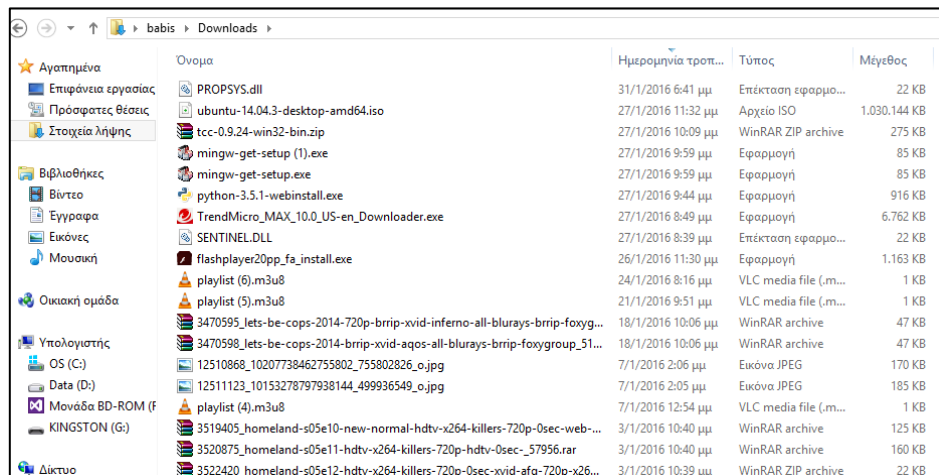 babis Downloads
Όνομα Ημερομηνία τροπ... Τύπος Μέγεθος
Αγαπημένα
Επιφάνεια εργασίας
Πρόσφατες θέσεις
Στοιχεία λήψης
Βιβλιοθήκες
Βίντεο
Έγγραφα
Εικόνες
Μουσική
Οικιακή ομάδα
Υπολογιστής
OS (C:)
Data (D:)
Μονάδα BD-ROM (F
KINGSTON (G:)
Δίκτυο
PROPSYS.dll 31/1/2016 6:41 μμ Επέκταση εφαρμο... 22 KB
ubuntu-14.04.3-desktop-amd64.iso 27/1/2016 11:32 μμ Αρχείο ISO 1.030.144 KB
tcc-0.9.24-win32-bin.zip 27/1/2016 10:09 μμ WinRAR ZIP archive 275 KB
mingw-get-setup (1).exe 27/1/2016 9:59 μμ Εφαρμογή 85 KB
mingw-get-setup.exe 27/1/2016 9:59 μμ Εφαρμογή 85 KB
python-3.5.1-webinstall.exe 27/1/2016 9:44 μμ Εφαρμογή 916 KB
TrendMicro_MAX_10.0_US-en_Downloader.exe 27/1/2016 8:49 μμ Εφαρμογή 6.762 KB
SENTINEL.DLL 27/1/2016 8:39 μμ Επέκταση εφαρμο... 22 KB
flashplayer20pp_fa_install.exe 26/1/2016 11:30 μμ Εφαρμογή 1.163 KB
playlist (6).m3u8 24/1/2016 8:16 μμ VLC media file (.m... 1 KB
playlist (5).m3u8 21/1/2016 9:51 μμ VLC media file (.m... 1 KB
3470595_lets-be-cops-2014-720p-brrip-xvid-inferno-all-blurays-brrip-foxyg... 18/1/2016 10:06 μμ WinRAR archive 47 KB
3470598_lets-be-cops-2014-brrip-xvid-aqos-all-blurays-brrip-foxygroup_51... 18/1/2016 10:06 μμ WinRAR archive 47 KB
12510868_10207738462755802_755802826_o.jpg 7/1/2016 2:06 μμ Εικόνα JPEG 170 KB
12511123_10153278797938144_499936549_o.jpg 7/1/2016 2:05 μμ Εικόνα JPEG 185 KB
playlist (4).m3u8 7/1/2016 12:54 μμ VLC media file (.m... 1 KB
3519405_homeland-s05e10-new-normal-hdtv-x264-killers-720p-0sec-web-... 3/1/2016 10:40 μμ WinRAR archive 125 KB
3520875_homeland-s05e11-hdtv-x264-killers-720p-hdtv-0sec-_57956.rar 3/1/2016 10:40 μμ WinRAR archive 160 KB
3522420_homeland-s05e12-hdtv-x264-killers-720p-0sec-xvid-afg-720p-x26... 3/1/2016 10:39 μμ WinRAR ZIP archive 22 KB